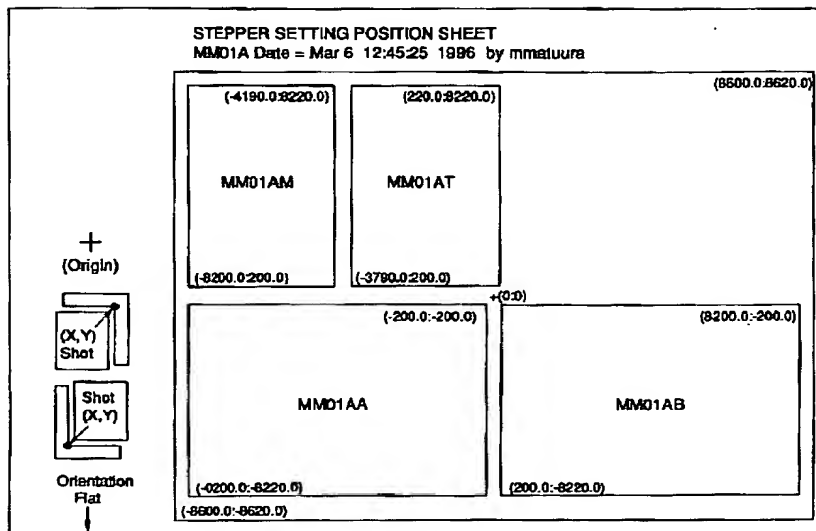 STEPPER SETTING POSITION SHEET
MM01A Date = Mar 6 12:45:25 1996 by mmatuura
(8600.0:8620.0)
(-4190.0:8220.0)
(220.0:8220.0)
MM01AM
MM01AT
(-8200.0:200.0)
(-3790.0:200.0)
+(0:0)
(Origin)
(X,Y)
Shot
Shot
(X,Y)
Orientation
Flat
(-200.0:-200.0)
(8200.0:-200.0)
MM01AA
MM01AB
(-0200.0:-8220.0)
(200.0:-8220.0)
(-8600.0:-8620.0)